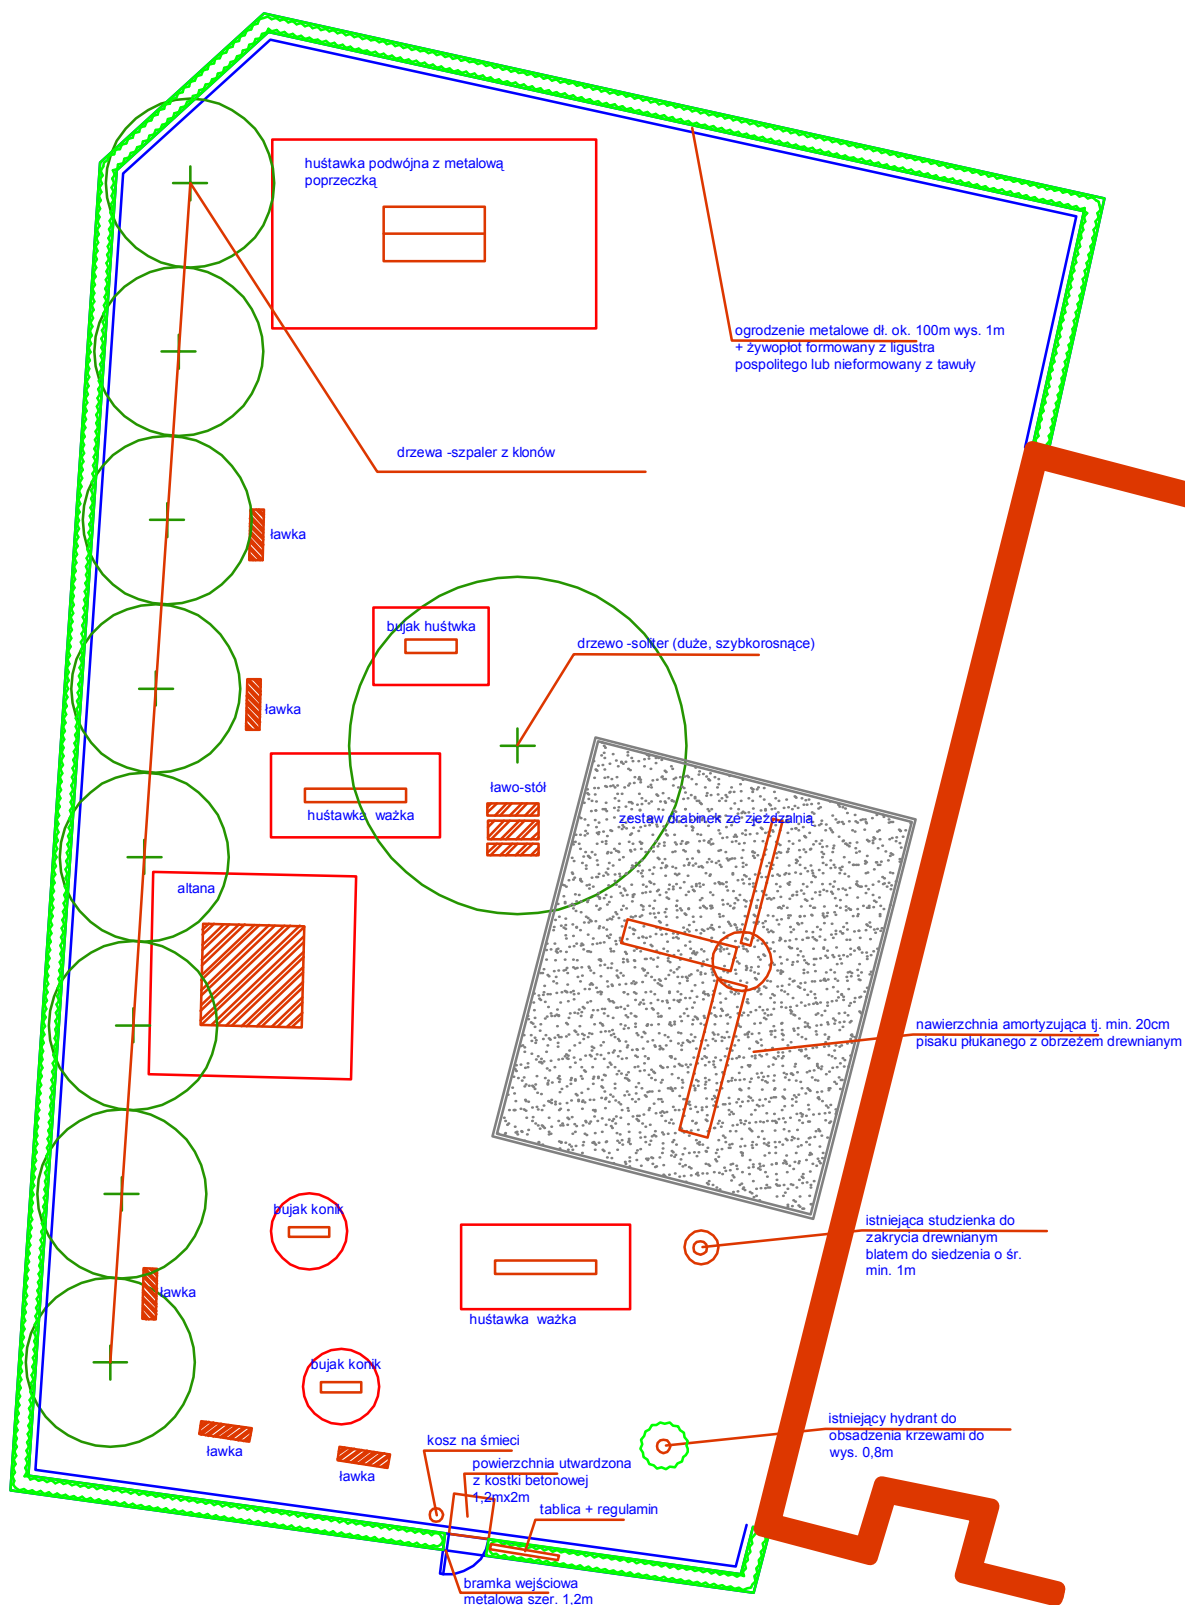 huśtawka podwójna z metalową
poprzeczką
ogrodzenie metalowe dł. ok. 100m wys. 1m
+ żywopłot formowany z ligustra
pospolitego lub nieformowany z tawuły
drzewa -szpaler z klonów
ławka
bujak huśtwka
drzewo -soliter (duże, szybkorosnące)
ławka
ławo-stół
huśtawka ważka
zestaw drabinek ze zjeżdżalnią
altana
nawierzchnia amortyzująca tj. min. 20cm
pisaku płukanego z obrzeżem drewnianym
bujak konik
istniejąca studzienka do
zakrycia drewnianym
blatem do siedzenia o śr.
min. 1m
ławka
huśtawka ważka
bujak konik
istniejący hydrant do
obsadzenia krzewami do
wys. 0,8m
ławka
kosz na śmieci
ławka
powierzchnia utwardzona
z kostki betonowej
1,2mx2m
tablica + regulamin
bramka wejściowa
metalowa szer. 1,2m